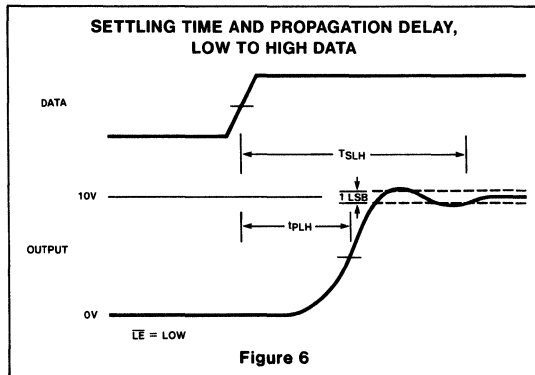 SETTLING TIME AND PROPAGATION DELAY,
LOW TO HIGH DATA
DATA
TSLH
10V
1 LSB
tPLH
OUTPUT
0V
LE = LOW
Figure 6